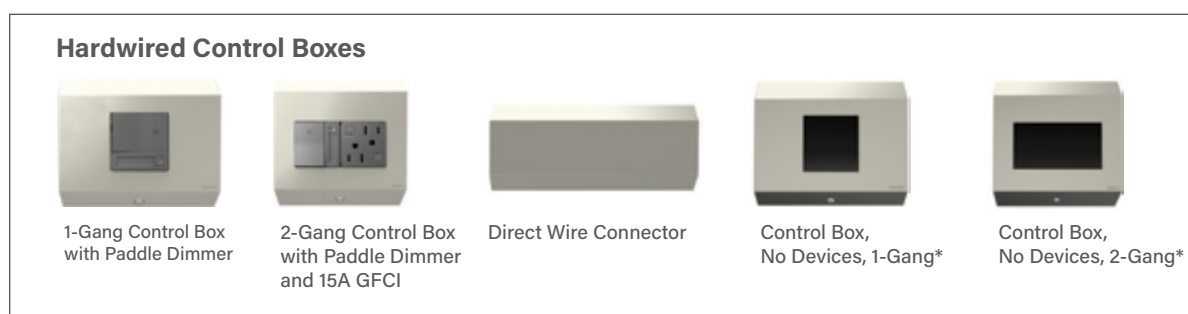 Hardwired Control Boxes
1-Gang Control Box
with Paddle Dimmer
2-Gang Control Box
with Paddle Dimmer
and 15A GFCI
Direct Wire Connector
Control Box,
No Devices, 1-Gang*
Control Box,
No Devices, 2-Gang*